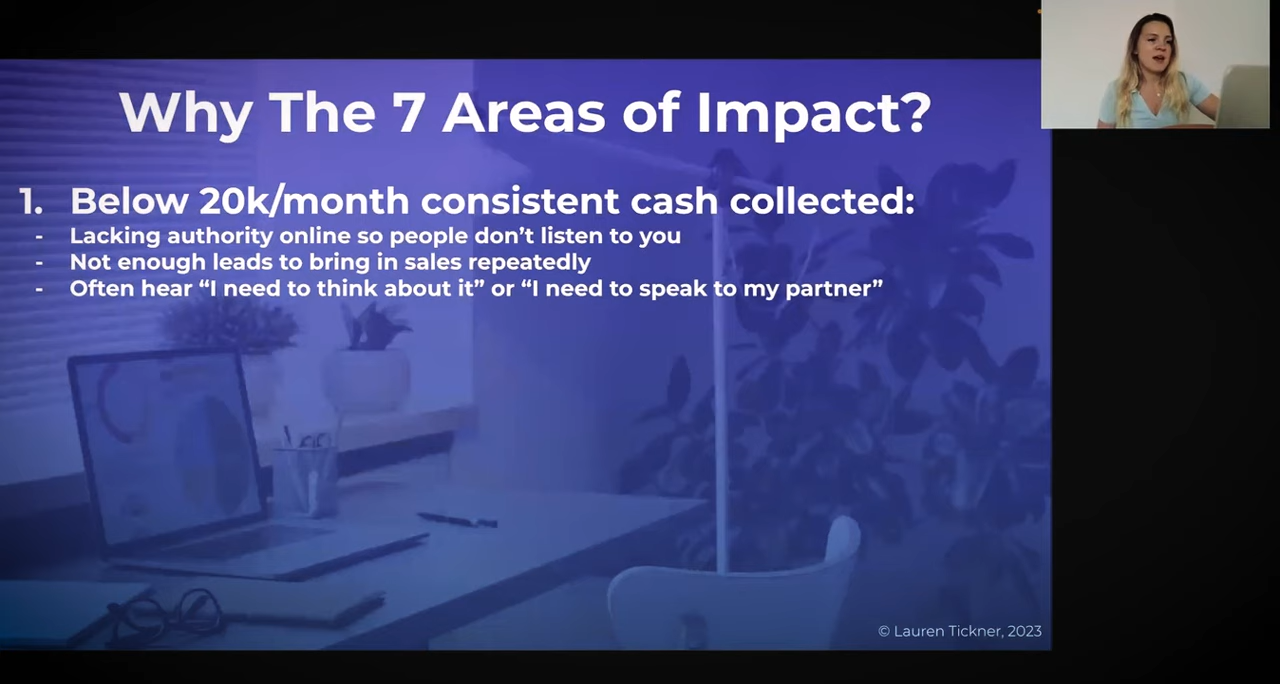 Why The 7 Areas of Impact?
1. Below 20k/month consistent cash collected:
- Lacking authority online so people don’t listen to you
- Not enough leads to bring in sales repeatedly
- Often hear “I need to think about it” or “I need to speak to my partner”
© Lauren Tickner, 2023